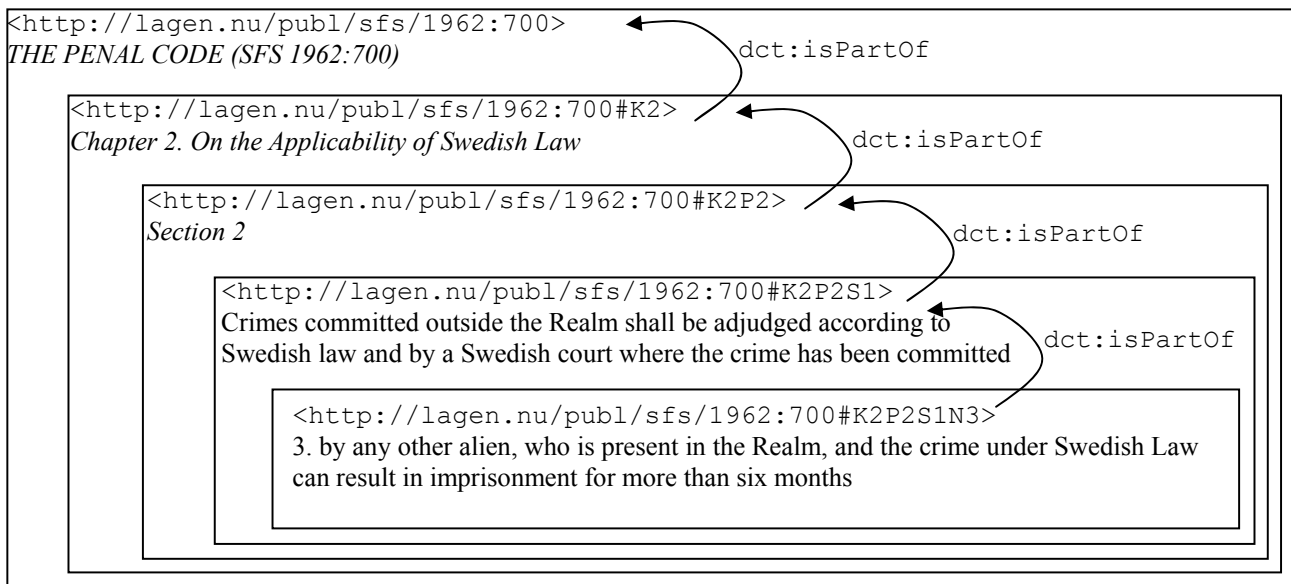 <http://lagen.nu/publ/sfs/1962:700>
THE PENAL CODE (SFS 1962:700)
dct:isPartOf
<http://lagen.nu/publ/sfs/1962:700#K2>
Chapter 2. On the Applicability of Swedish Law
dct:isPartOf
<http://lagen.nu/publ/sfs/1962:700#K2P2>
Section 2
dct:isPartOf
<http://lagen.nu/publ/sfs/1962:700#K2P2S1>
Crimes committed outside the Realm shall be adjudged according to
Swedish law and by a Swedish court where the crime has been committed
dct:isPartOf
<http://lagen.nu/publ/sfs/1962:700#K2P2S1N3>
3. by any other alien, who is present in the Realm, and the crime under Swedish Law
can result in imprisonment for more than six months